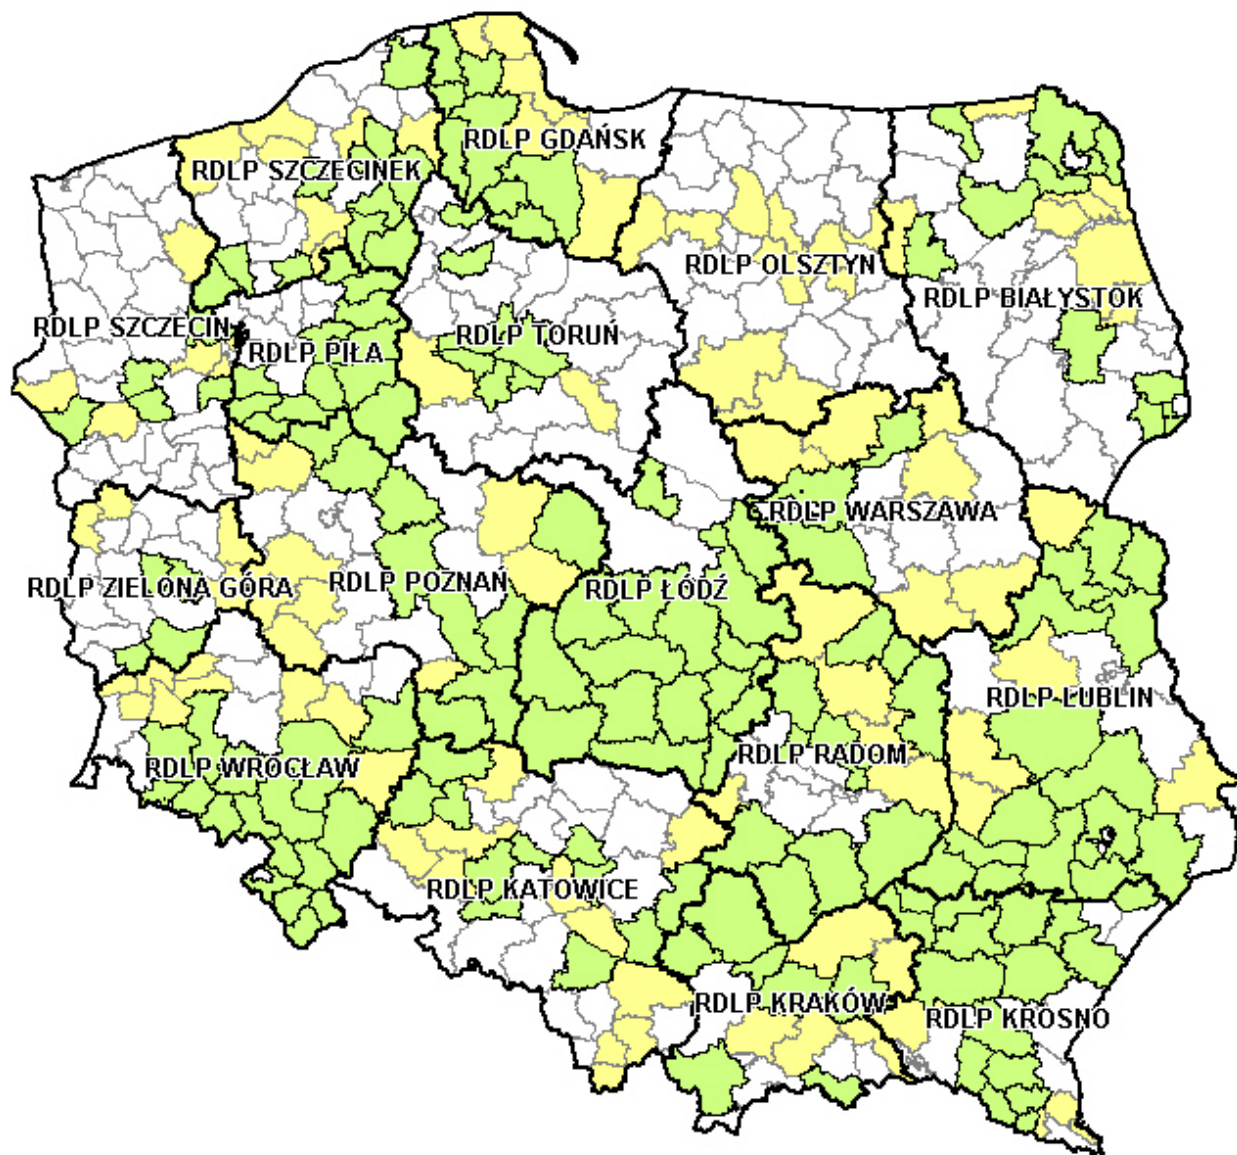 RDLP GDAŃSK
RDLP SZCZECINEK
RDLP OLSZTYN
RDLP BIAŁYSTOK
RDLP SZCZECIN
RDLP TORUŃ
RDLP PIŁA
RDLP WARSZAWA
RDLP ZIELONA GÓRA
RDLP POZNAŃ
RDLP ŁÓDŹ
RDLP LUBLIN
RDLP RADOM
RDLP WROCŁAW
RDLP KATOWICE
RDLP KRAKÓW
RDLP KROSNO